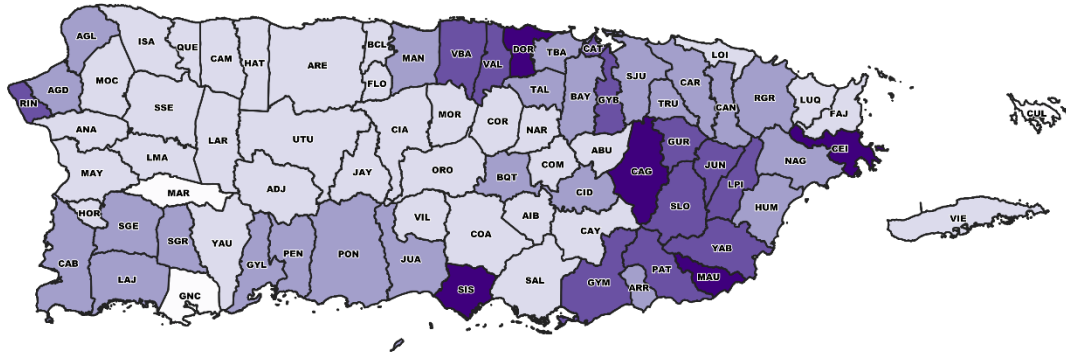 AGL
ISA
QUE
CAM
HAT
ARE
BCL
FLO
MAN
VBA
VAL
DOR
TBA
CAT
TAL
BAY
GYB
SJU
TRU
CAR
CAN
LOI
RGR
LUQ
FAJ
CUL
RIN
AGD
MOC
SSE
ANA
LAR
UTU
CIA
MOR
COR
NAR
ABU
CAG
GUR
JUN
LPI
NAG
CEI
MAY
LMA
MAR
ADJ
JAY
ORO
BQT
COM
CID
SLO
HUM
VIE
HOR
SGE
SGR
YAU
GYL
PEN
PON
JUA
VIL
COA
AIB
CAY
YAB
CAB
LAJ
GNC
SIS
SAL
GYM
ARR
PAT
MAU